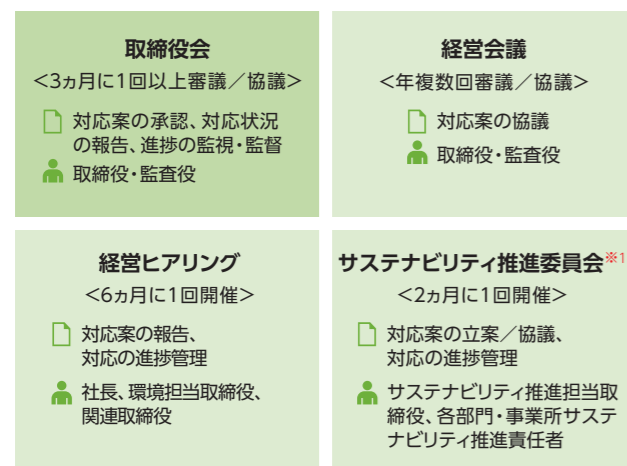 取締役会
<3ヵ月に1回以上審議／協議>
対応案の承認、対応状況
の報告、進捗の監視・監督
取締役・監査役
経営会議
<年複数回審議／協議>
対応案の協議
取締役・監査役
経営ヒアリング
<6ヵ月に1回開催>
対応案の報告、
対応の進捗管理
社長、環境担当取締役、
関連取締役
サステナビリティ推進委員会※1
<2ヵ月に1回開催>
対応案の立案／協議、
対応の進捗管理
サステナビリティ推進担当取
締役、各部門・事業所サステ
ナビリティ推進責任者